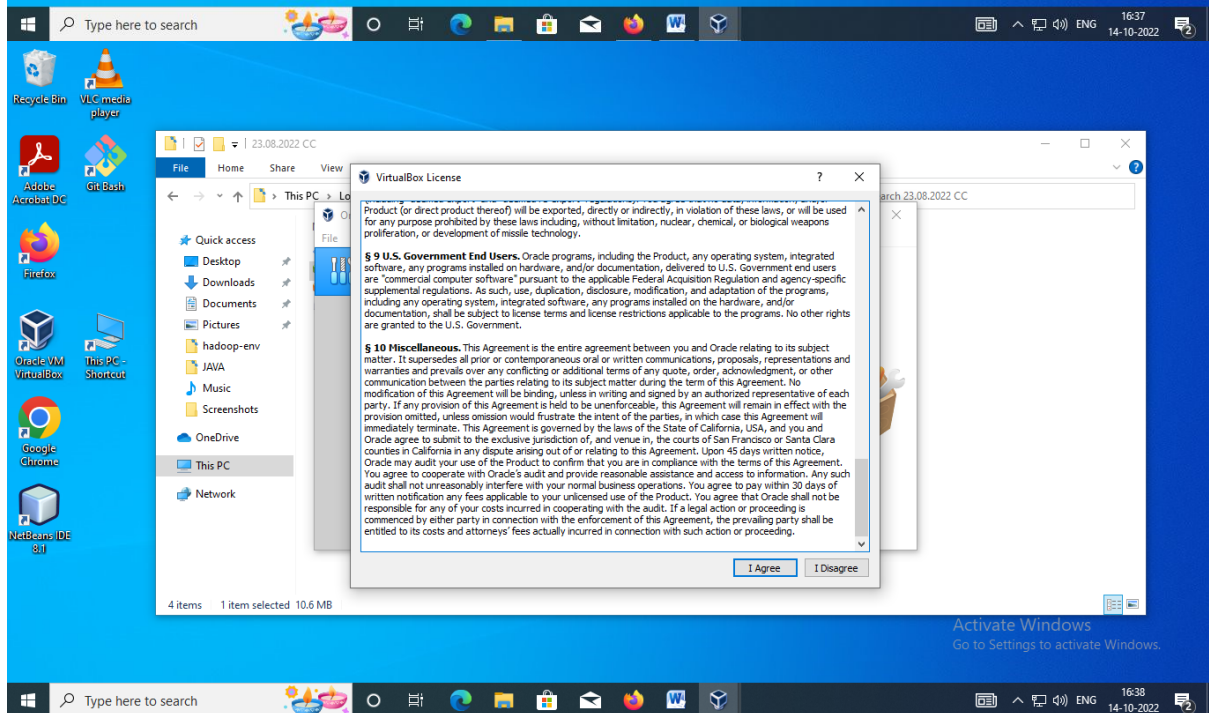 Type here to search
ENG
16:37
14-10-2022
2
Recycle Bin
VLC media player
Adobe Acrobat DC
Git Bash
Firefox
Oracle VM VirtualBox
This PC - Shortcut
Google Chrome
NetBeans IDE 8.1
23.08.2022 CC
File Home Share View
This PC > Lo
arch 23.08.2022 CC
Quick access
Desktop
Downloads
Documents
Pictures
hadoop-env
JAVA
Music
Screenshots
OneDrive
This PC
Network
4 items 1 item selected 10.6 MB
File
VirtualBox License
Product (or direct product thereof) will be exported, directly or indirectly, in violation of these laws, or will be used
for any purpose prohibited by these laws including, without limitation, nuclear, chemical, or biological weapons
proliferation, or development of missile technology.
§ 9 U.S. Government End Users. Oracle programs, including the Product, any operating system, integrated
software, any programs installed on hardware, and/or documentation, delivered to U.S. Government end users
are "commercial computer software" pursuant to the applicable Federal Acquisition Regulation and agency-specific
supplemental regulations. As such, use, duplication, disclosure, modification, and adaptation of the programs,
including any operating system, integrated software, any programs installed on the hardware, and/or
documentation, shall be subject to license terms and license restrictions applicable to the programs. No other rights
are granted to the U.S. Government.
§ 10 Miscellaneous. This Agreement is the entire agreement between you and Oracle relating to its subject
matter. It supersedes all prior or contemporaneous oral or written communications, proposals, representations and
warranties and prevails over any conflicting or additional terms of any quote, order, acknowledgment, or other
communication between the parties relating to its subject matter during the term of this Agreement. No
modification of this Agreement will be binding, unless in writing and signed by an authorized representative of each
party. If any provision of this Agreement is held to be unenforceable, this Agreement will remain in effect with the
provision omitted, unless omission would frustrate the intent of the parties, in which case this Agreement will
immediately terminate. This Agreement is governed by the laws of the State of California, USA, and you and
Oracle agree to submit to the exclusive jurisdiction of, and venue in, the courts of San Francisco or Santa Clara
counties in California in any dispute arising out of or relating to this Agreement. Upon 45 days written notice,
Oracle may audit your use of the Product to confirm that you are in compliance with the terms of this Agreement.
You agree to cooperate with Oracle's audit and provide reasonable assistance and access to information. Any such
audit shall not unreasonably interfere with your normal business operations. You agree to pay within 30 days of
written notification any fees applicable to your unlicensed use of the Product. You agree that Oracle shall not be
responsible for any of your costs incurred in cooperating with the audit. If a legal action or proceeding is
commenced by either party in connection with the enforcement of this Agreement, the prevailing party shall be
entitled to its costs and attorneys' fees actually incurred in connection with such action or proceeding.
I Agree I Disagree
Activate Windows
Go to Settings to activate Windows.
Type here to search
ENG
16:38
14-10-2022
2